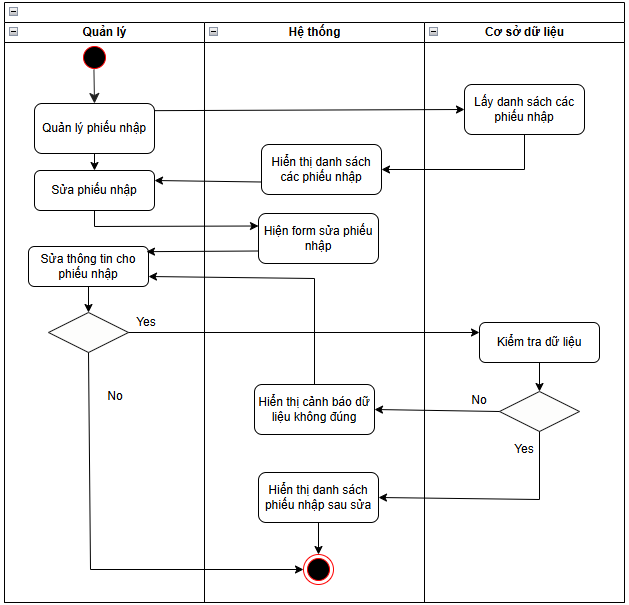 Quản lý
Hệ thống
Cơ sở dữ liệu
Quản lý phiếu nhập
Lấy danh sách các
phiếu nhập
Hiển thị danh sách
các phiếu nhập
Sửa phiếu nhập
Hiện form sửa phiếu
nhập
Sửa thông tin cho
phiếu nhập
Yes
Kiểm tra dữ liệu
No
Hiển thị cảnh báo dữ
liệu không đúng
No
Yes
Hiển thị danh sách
phiếu nhập sau sửa